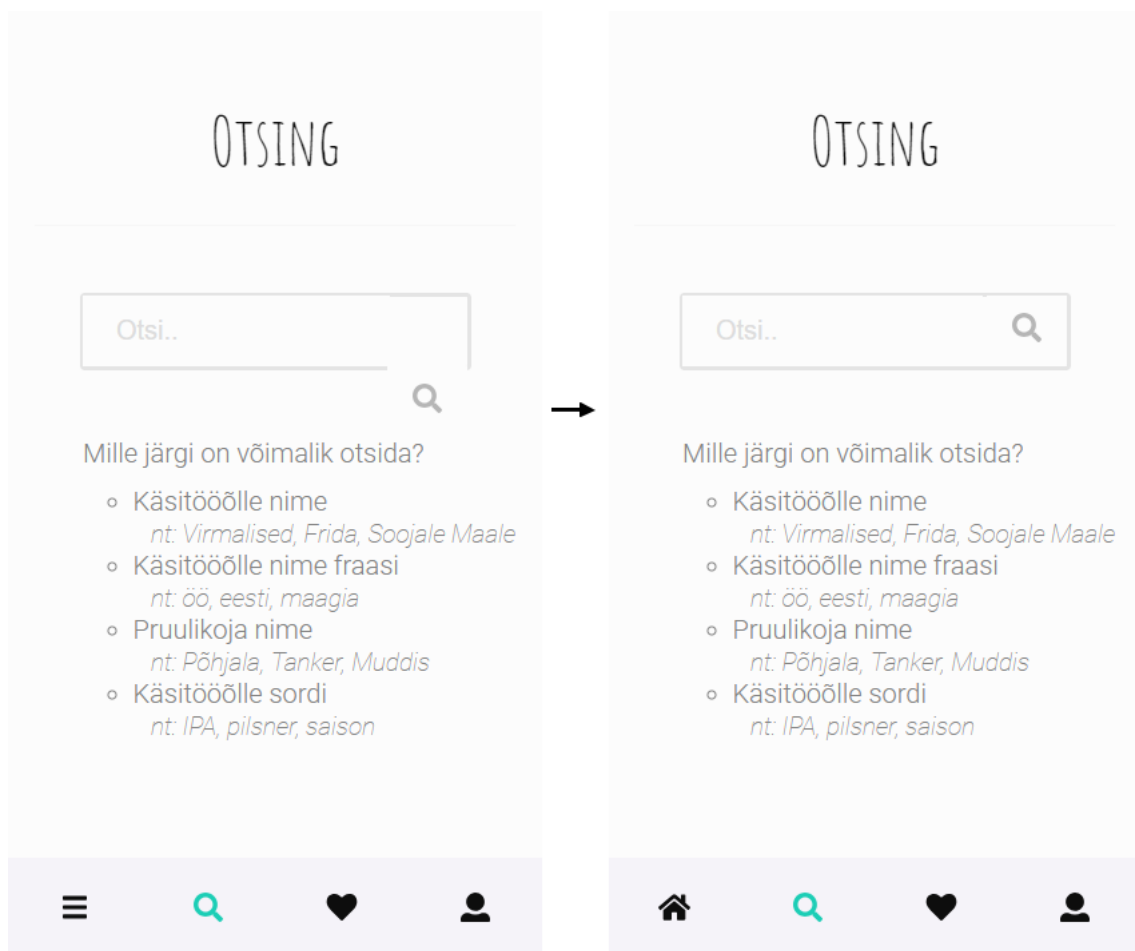 Otsing
Otsi..
Mille järgi on võimalik otsida?
Käsitööõlle nime
nt: Virmalised, Frida, Soojale Maale
Käsitööõlle nime fraasi
nt: öö, eesti, maagia
Pruulikoja nime
nt: Põhjala, Tanker, Muddis
Käsitööõlle sordi
nt: IPA, pilsner, saison
Otsing
Otsi..
Mille järgi on võimalik otsida?
Käsitööõlle nime
nt: Virmalised, Frida, Soojale Maale
Käsitööõlle nime fraasi
nt: öö, eesti, maagia
Pruulikoja nime
nt: Põhjala, Tanker, Muddis
Käsitööõlle sordi
nt: IPA, pilsner, saison